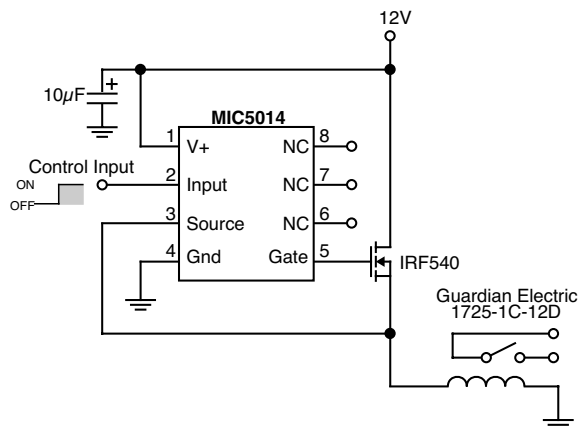 12V
10µF
+
MIC5014
1 V+ NC 8
Control Input
ON
OFF
2 Input NC 7
3 Source NC 6
4 Gnd Gate 5
IRF540
Guardian Electric
1725-1C-12D